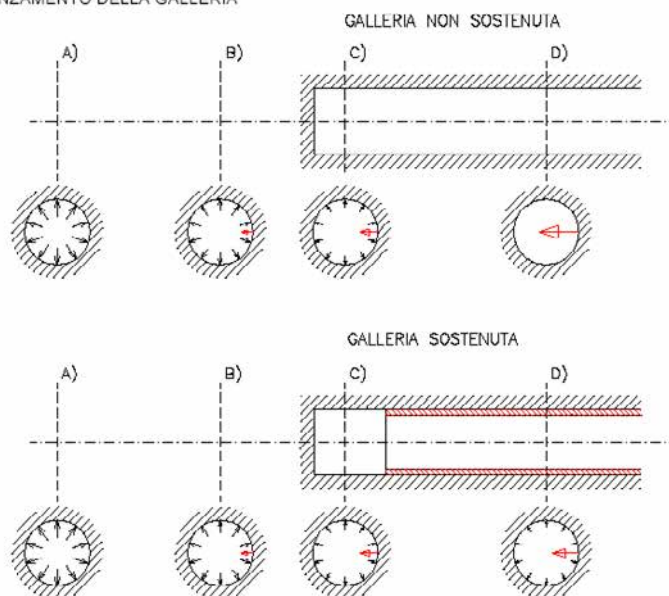 NZAMENTO DELLA GALLERIA
GALLERIA NON SOSTENUTA
A) B) C) D)
GALLERIA SOSTENUTA
A) B) C) D)